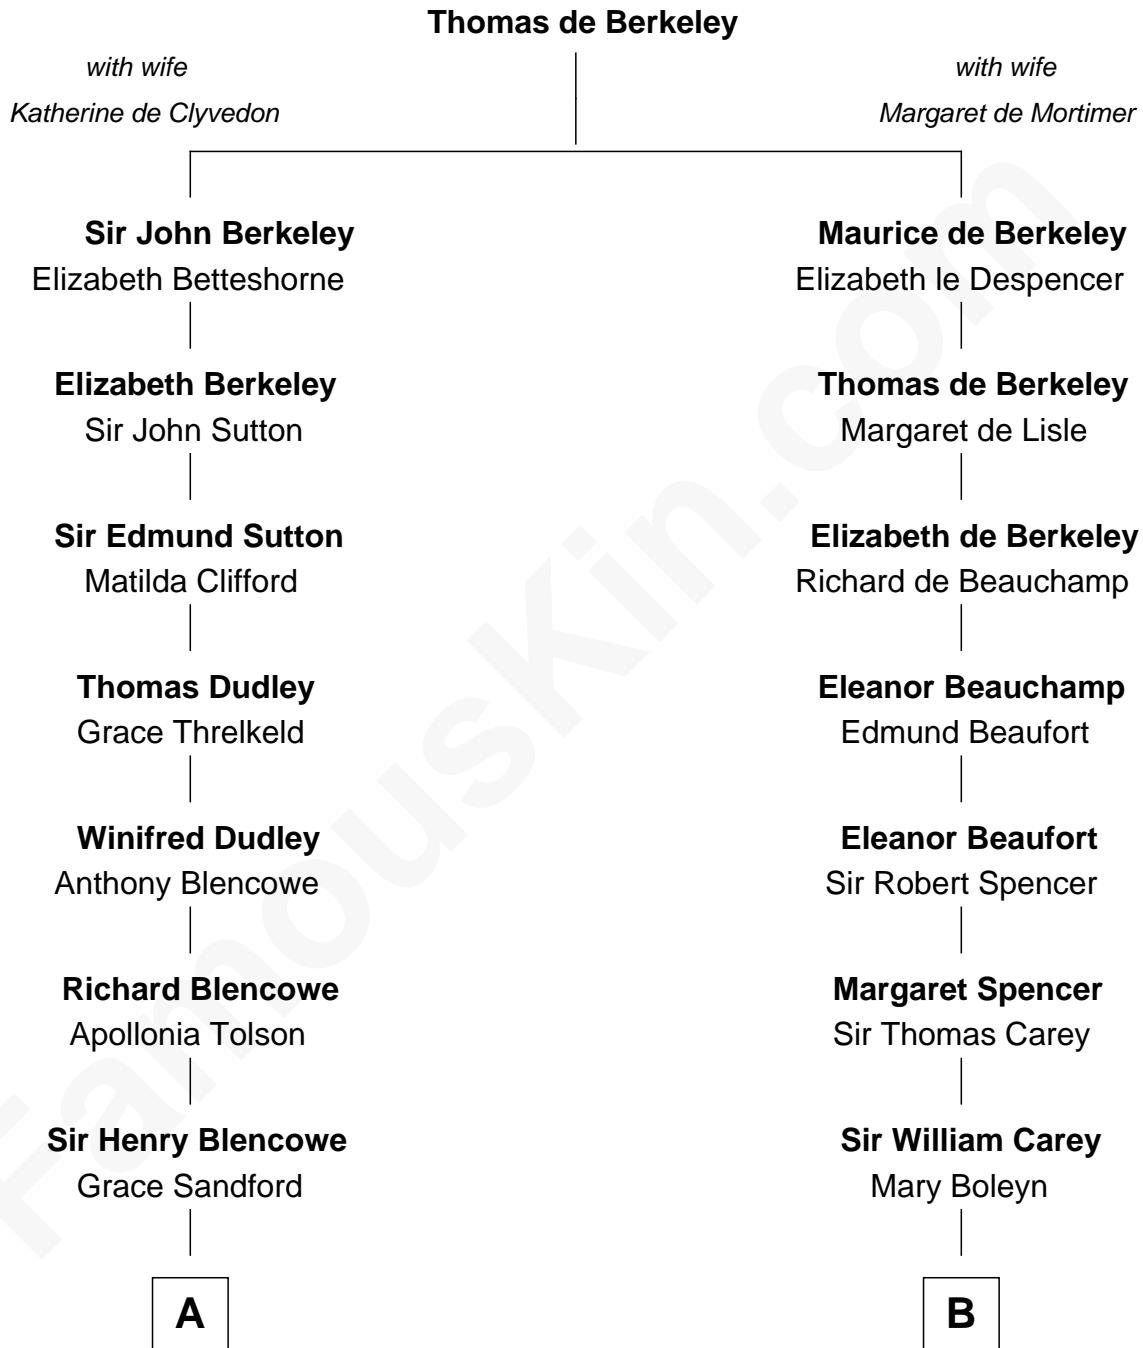 Thomas de Berkeley
with wife
Katherine de Clyvedon
with wife
Margaret de Mortimer
Sir John Berkeley
Elizabeth Betteshorne
Maurice de Berkeley
Elizabeth le Despencer
Elizabeth Berkeley
Sir John Sutton
Thomas de Berkeley
Margaret de Lisle
Sir Edmund Sutton
Matilda Clifford
Elizabeth de Berkeley
Richard de Beauchamp
Thomas Dudley
Grace Threlkeld
Eleanor Beauchamp
Edmund Beaufort
Winifred Dudley
Anthony Blencowe
Eleanor Beaufort
Sir Robert Spencer
Richard Blencowe
Apollonia Tolson
Margaret Spencer
Sir Thomas Carey
Sir Henry Blencowe
Grace Sandford
Sir William Carey
Mary Boleyn
A
B
FamousKin.com